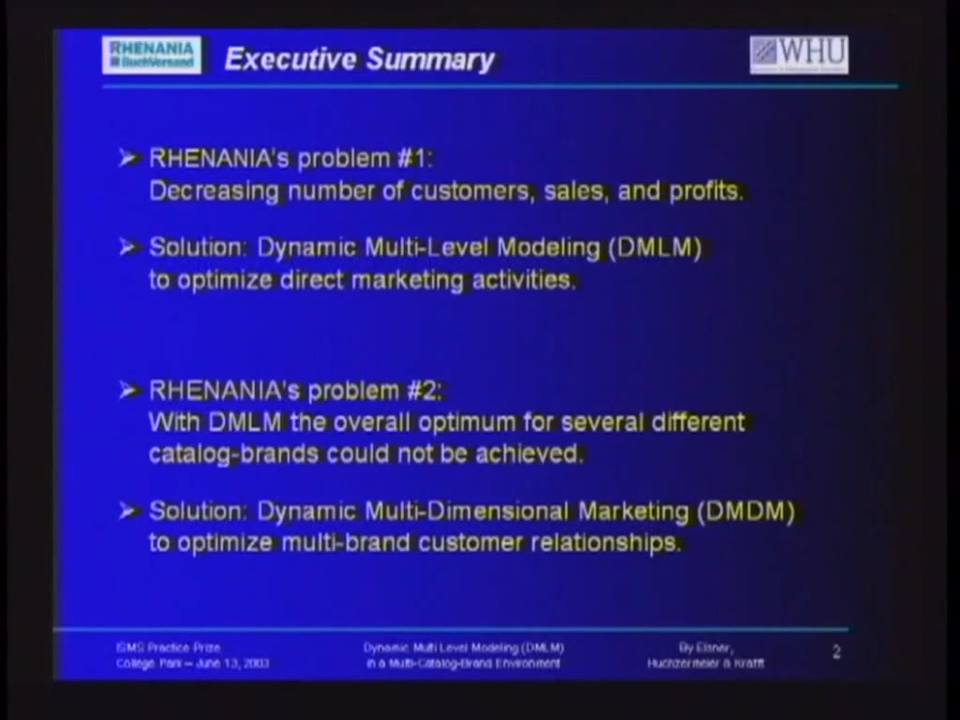 RHENANIA
BuchVersand
Executive Summary
WHU
➢ RHENANIA's problem #1:
Decreasing number of customers, sales, and profits.
➢ Solution: Dynamic Multi-Level Modeling (DMLM)
to optimize direct marketing activities.
➢ RHENANIA's problem #2:
With DMLM the overall optimum for several different
catalog-brands could not be achieved.
➢ Solution: Dynamic Multi-Dimensional Marketing (DMDM)
to optimize multi-brand customer relationships.
ISMS Practice Prize
College Park – June 13, 2003
Dynamic Multi Level Modeling (DMLM)
in a Multi-Catalog-Brand Environment
By Elsner,
Huchzermeier & Krafft
2